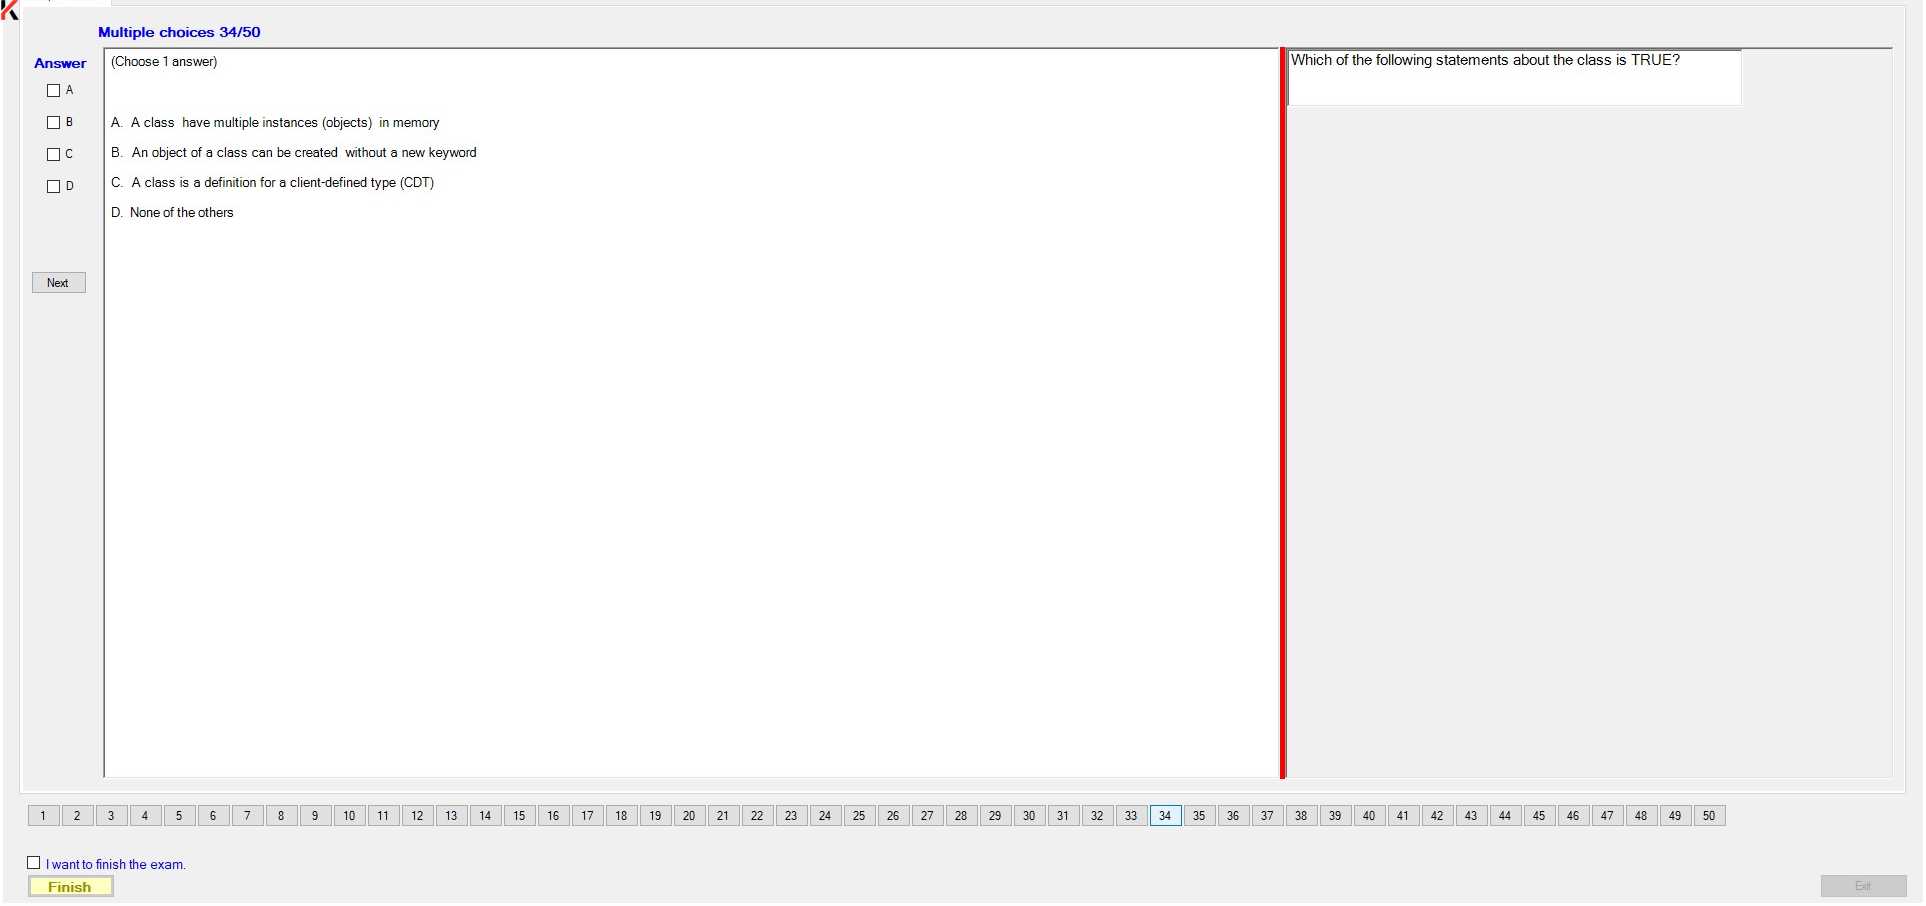 Multiple choices 34/50
Answer
A
B
C
D
Next
(Choose 1 answer)
A. A class have multiple instances (objects) in memory
B. An object of a class can be created without a new keyword
C. A class is a definition for a client-defined type (CDT)
D. None of the others
Which of the following statements about the class is TRUE?
1 2 3 4 5 6 7 8 9 10 11 12 13 14 15 16 17 18 19 20 21 22 23 24 25 26 27 28 29 30 31 32 33 34 35 36 37 38 39 40 41 42 43 44 45 46 47 48 49 50
I want to finish the exam.
Finish
Exit